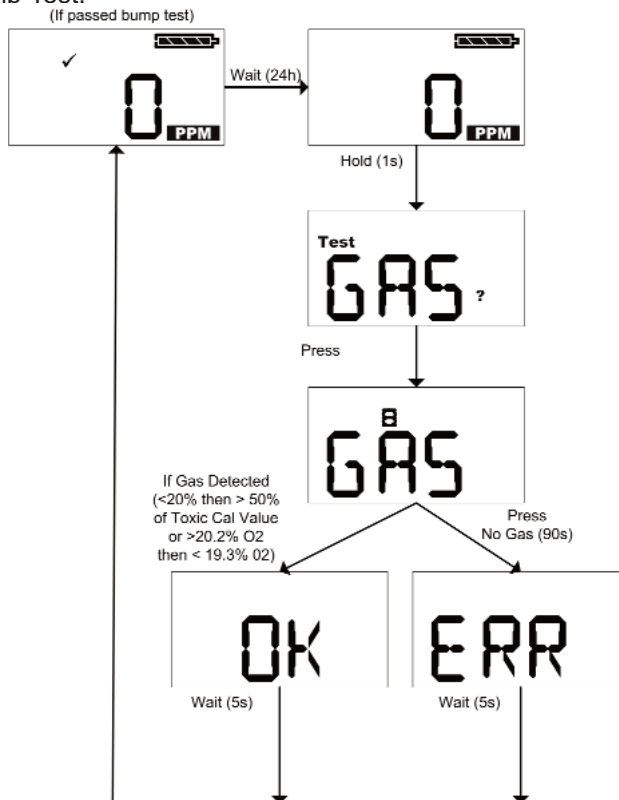 (If passed bump test)
✓
0
PPM
Wait (24h)
0
PPM
Hold (1s)
Test
GAS ?
Press
GAS
If Gas Detected
(<20% then > 50%
of Toxic Cal Value
or >20.2% O2
then < 19.3% 02)
Press
No Gas (90s)
OK
ERR
Wait (5s)
Wait (5s)